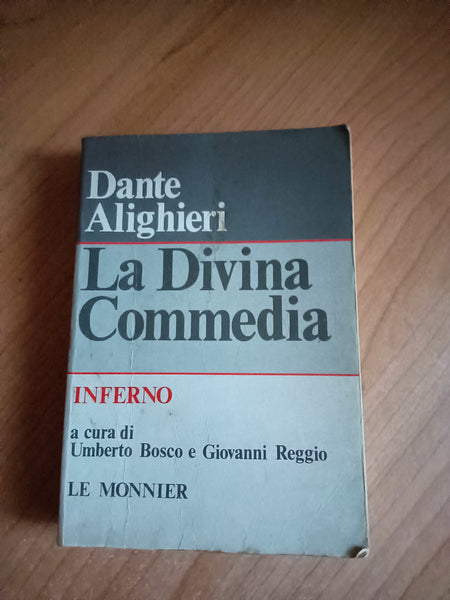 Dante
Alighieri
La Divina
Commedia
INFERNO
a cura di
Umberto Bosco e Giovanni Reggio
LE MONNIER